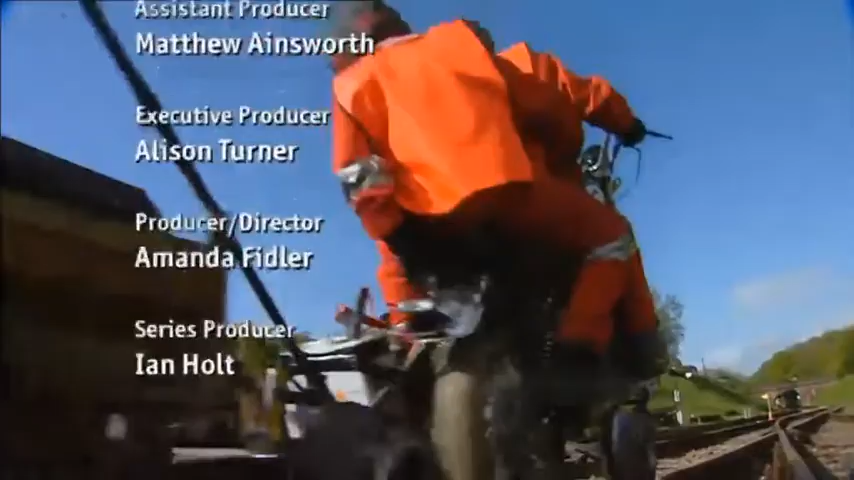 Assistant Producer
Matthew Ainsworth
Executive Producer
Alison Turner
Producer/Director
Amanda Fidler
Series Producer
Ian Holt